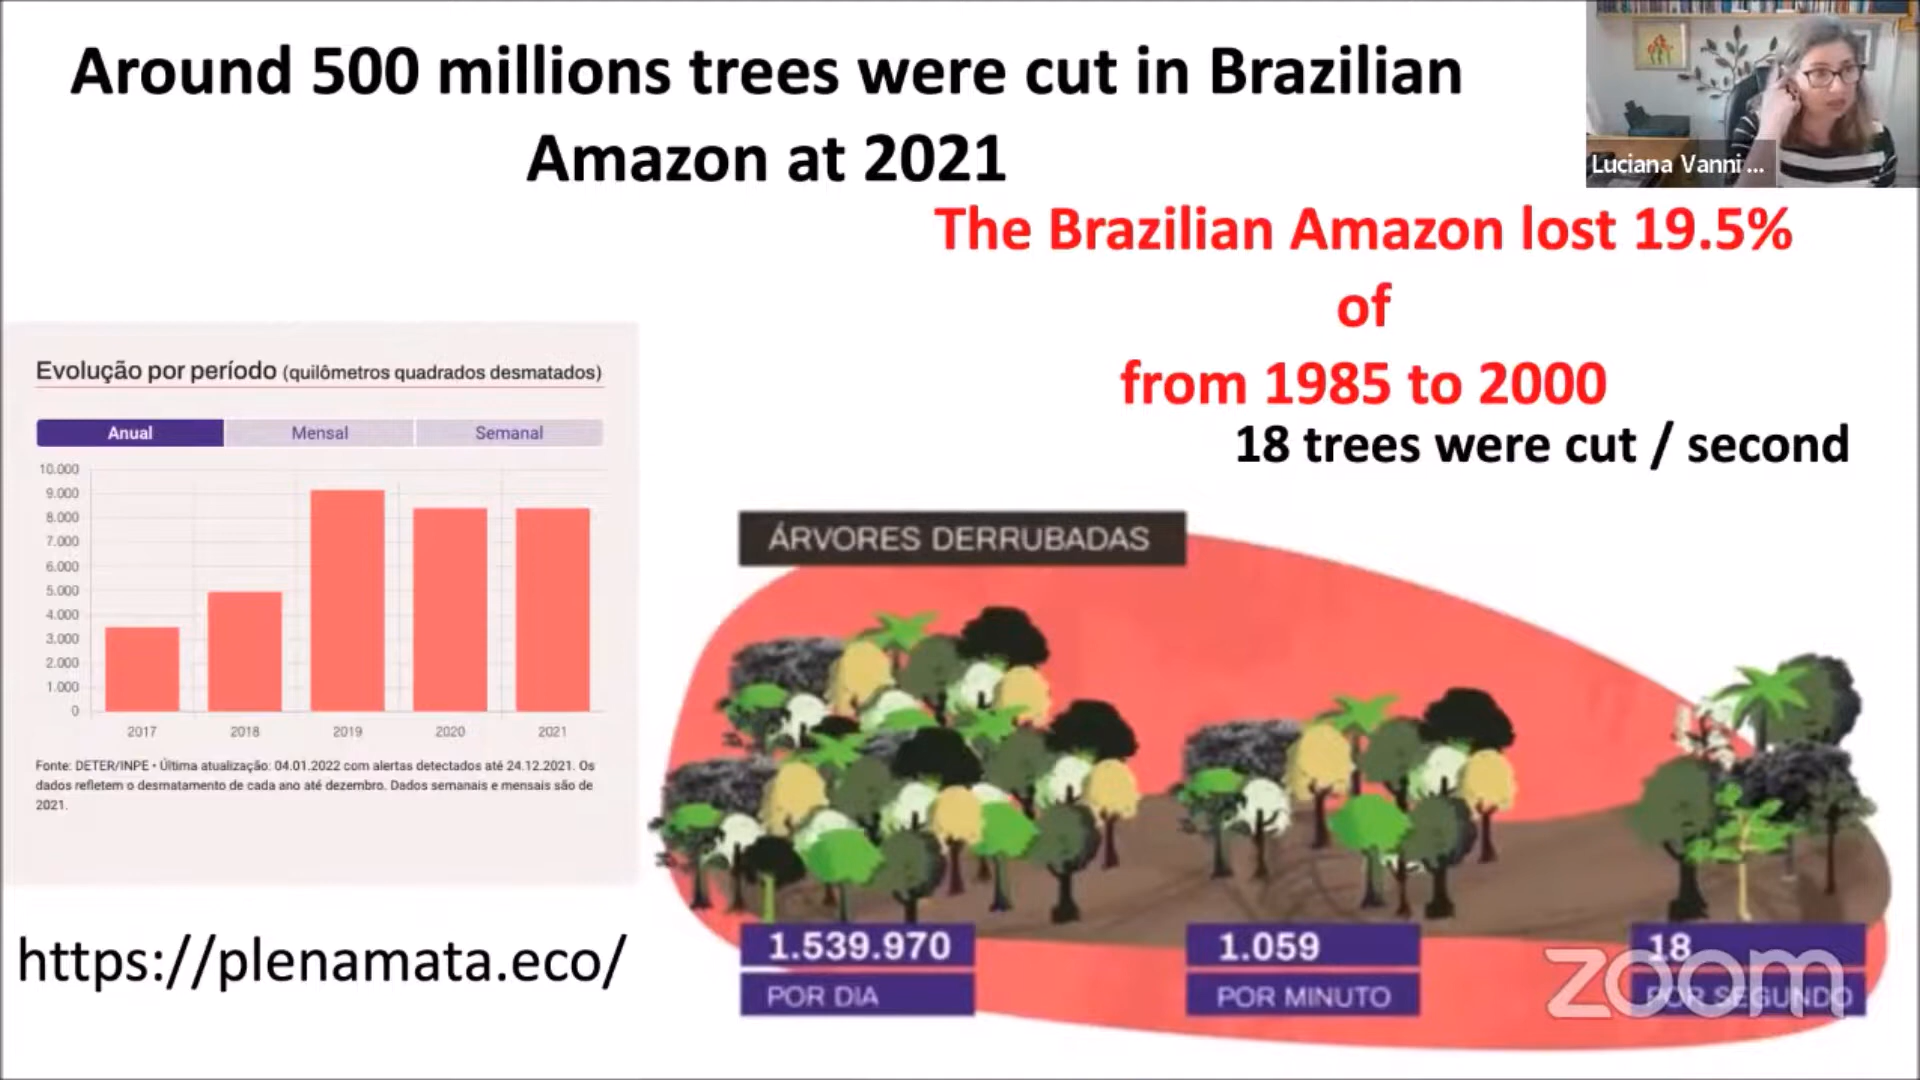 Around 500 millions trees were cut in Brazilian
Amazon at 2021
Luciana Vanni ...
The Brazilian Amazon lost 19.5%
of
from 1985 to 2000
18 trees were cut / second
Evolução por período (quilômetros quadrados desmatados)
Anual Mensal Semanal
10.000
9.000
8.000
7.000
6.000
5.000
4.000
3.000
2.000
1.000
0
2017 2018 2019 2020 2021
Fonte: DETER/INPE • Última atualização: 04.01.2022 com alertas detectados até 24.12.2021. Os
dados refletem o desmatamento de cada ano até dezembro. Dados semanais e mensais são de
2021.
https://plenamata.eco/
ÁRVORES DERRUBADAS
1.539.970
POR DIA
1.059
POR MINUTO
18
POR SEGUNDO
zoom